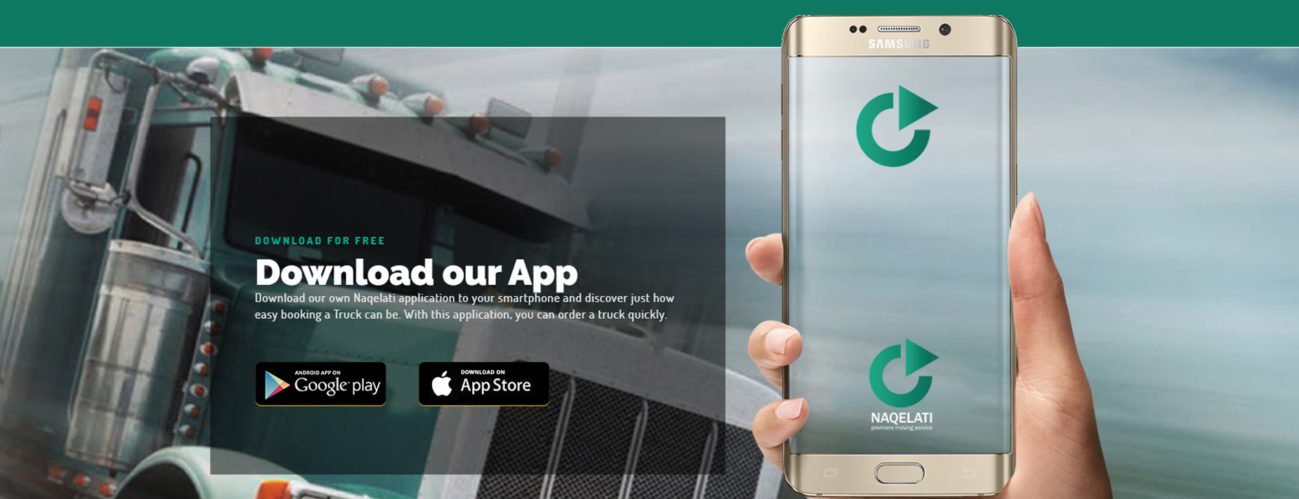 SAMSUNG
DOWNLOAD FOR FREE
Download our App
Download our own Naqelati application to your smartphone and discover just how
easy booking a Truck can be. With this application, you can order a truck quickly.
ANDROID APP ON
Google play
DOWNLOAD ON
App Store
NAQELATI
premiere moving service